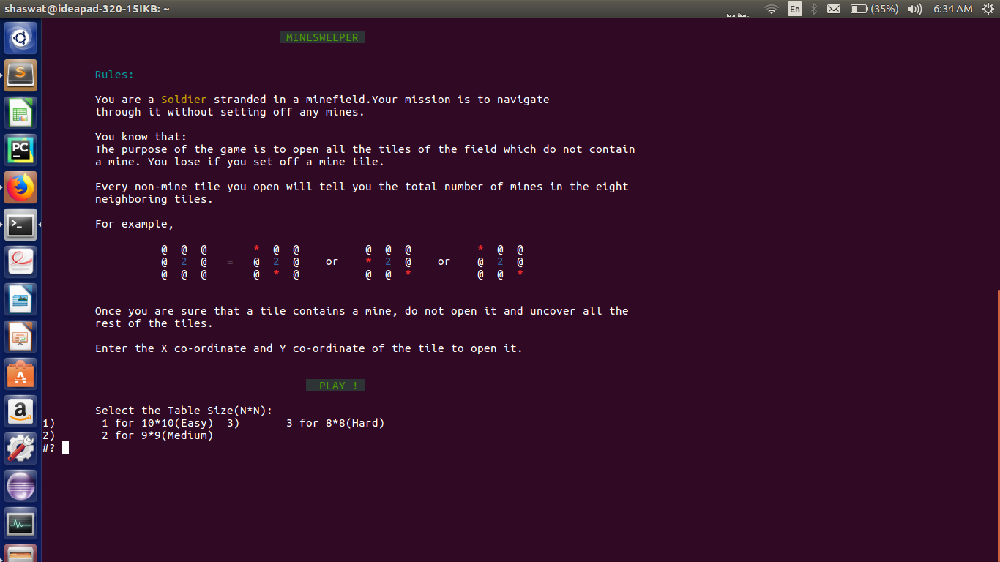 shaswat@ideapad-320-15IKB: ~
En (35%) 6:34 AM
MINESWEEPER
Rules:
You are a Soldier stranded in a minefield.Your mission is to navigate
through it without setting off any mines.
You know that:
The purpose of the game is to open all the tiles of the field which do not contain
a mine. You lose if you set off a mine tile.
Every non-mine tile you open will tell you the total number of mines in the eight
neighboring tiles.
For example,
@ @ @ * @ @ @ @ @ * @ @
@ 2 @ = @ 2 @ or * 2 @ or @ 2 @
@ @ @ @ * @ @ @ * @ @ *
Once you are sure that a tile contains a mine, do not open it and uncover all the
rest of the tiles.
Enter the X co-ordinate and Y co-ordinate of the tile to open it.
PLAY !
Select the Table Size(N*N):
1) 1 for 10*10(Easy) 3) 3 for 8*8(Hard)
2) 2 for 9*9(Medium)
#?
S
PC
>_
A
a